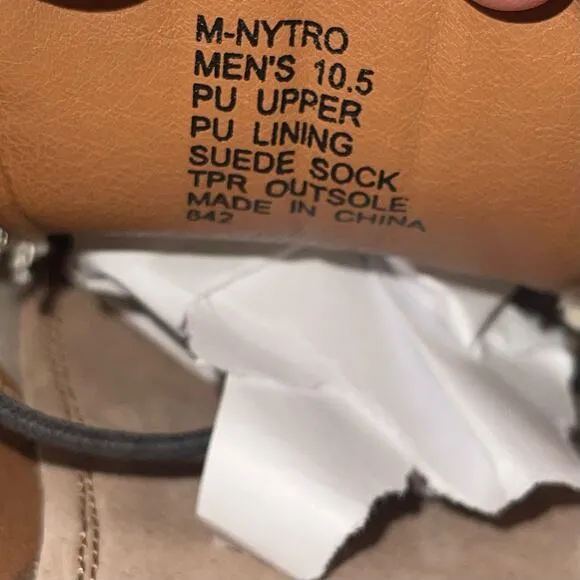 M-NYTRO
MEN'S 10.5
PU UPPER
PU LINING
SUEDE SOCK
TPR OUTSOLE
MADE IN CHINA
842